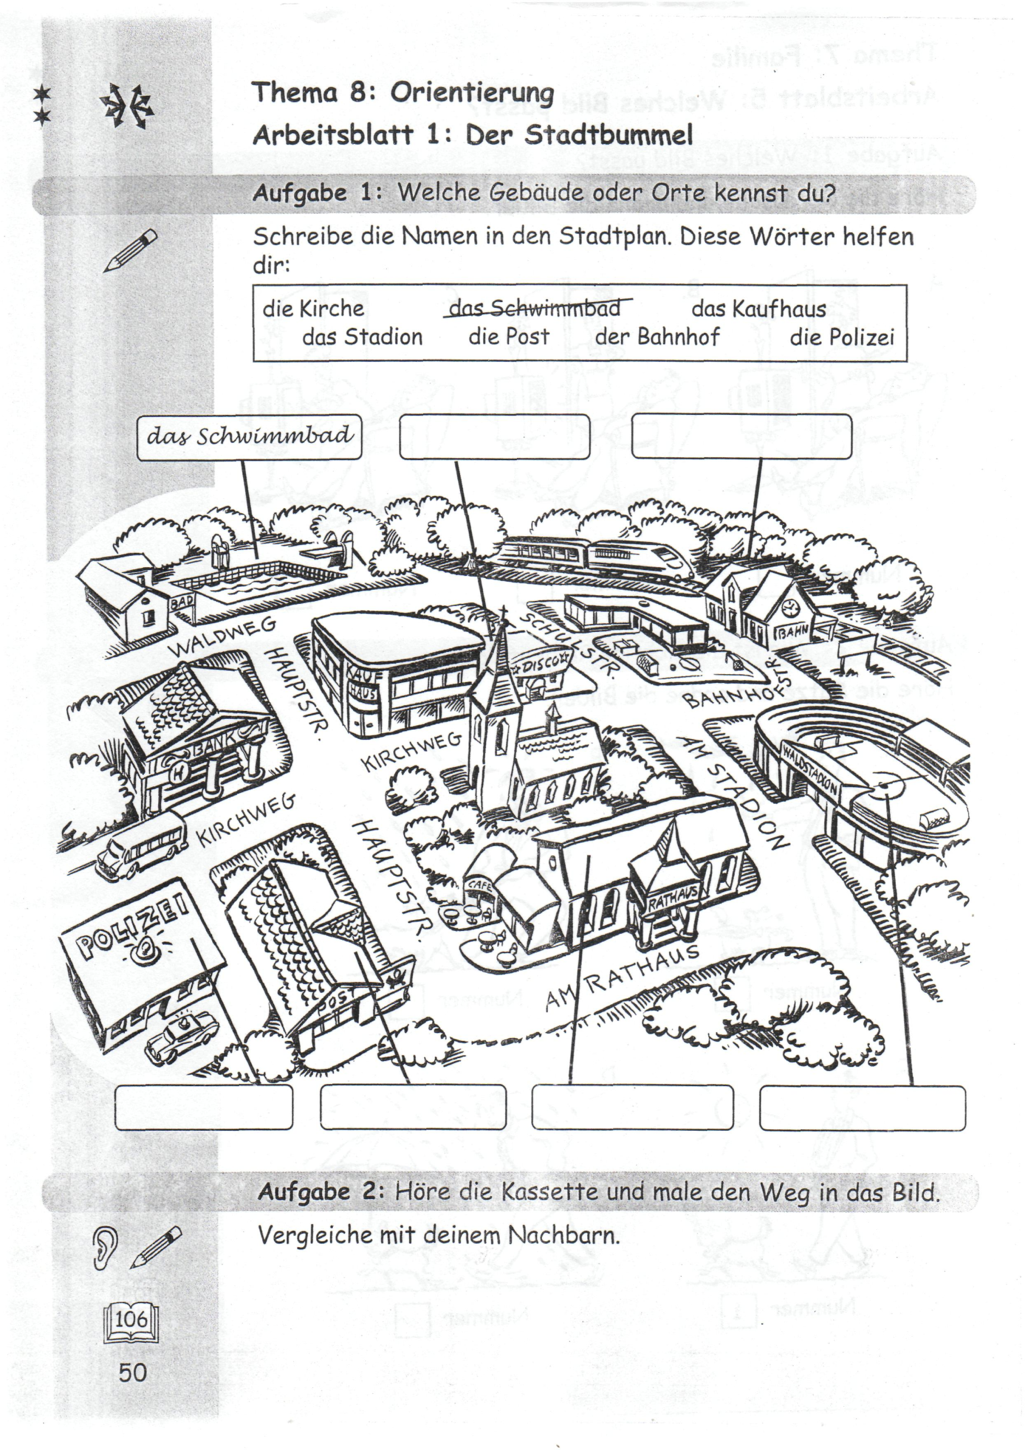 Thema 8: Orientierung
Arbeitsblatt 1: Der Stadtbummel
Aufgabe 1: Welche Gebäude oder Orte kennst du?
Schreibe die Namen in den Stadtplan. Diese Wörter helfen
dir:
die Kirche das Schwimmbad das Kaufhaus
das Stadion die Post der Bahnhof die Polizei
das Schwimmbad
BAD
WALDWEG
HAUPTSTR.
KAUF
HAUS
DISCO
SCHULSTR.
BAHN
BAHNHOFSTR.
BANK
H
KIRCHWEG
KIRCHWEG
AM STADION
WALDSTADION
HAUPTSTR.
CAFE
RATHAUS
POLIZEI
POST
AM RATHAUS
Aufgabe 2: Höre die Kassette und male den Weg in das Bild.
Vergleiche mit deinem Nachbarn.
106
50